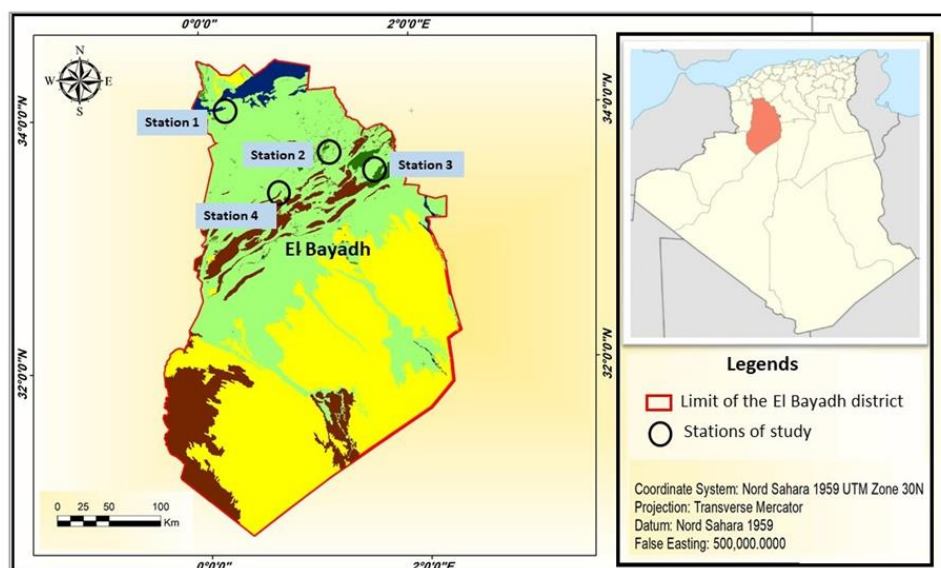 0°0'0"
2°0'0"E
N
W
E
S
34°0'0"N
34°0'0"N
Station 1
Station 2
Station 3
Station 4
El Bayadh
32°0'0"N
32°0'0"N
0 25 50 100
Km
0°0'0"
2°0'0"E
Legends
Limit of the El Bayadh district
Stations of study
Coordinate System: Nord Sahara 1959 UTM Zone 30N
Projection: Transverse Mercator
Datum: Nord Sahara 1959
False Easting: 500,000.0000